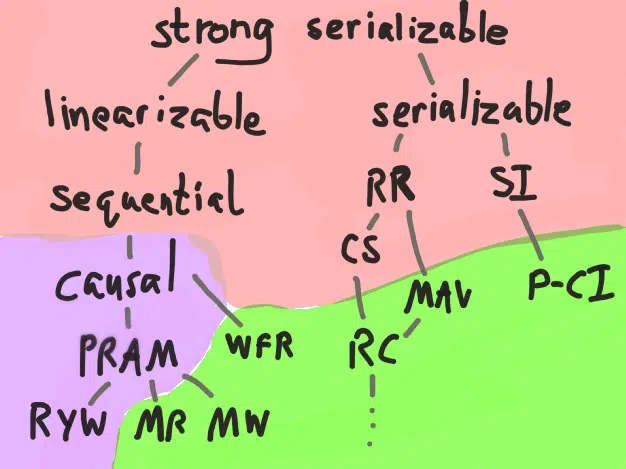 strong serializable
linearizable serializable
RR SI
sequential
CS
causal MAV P-CI
PRAM WFR RC
RYW MR MW